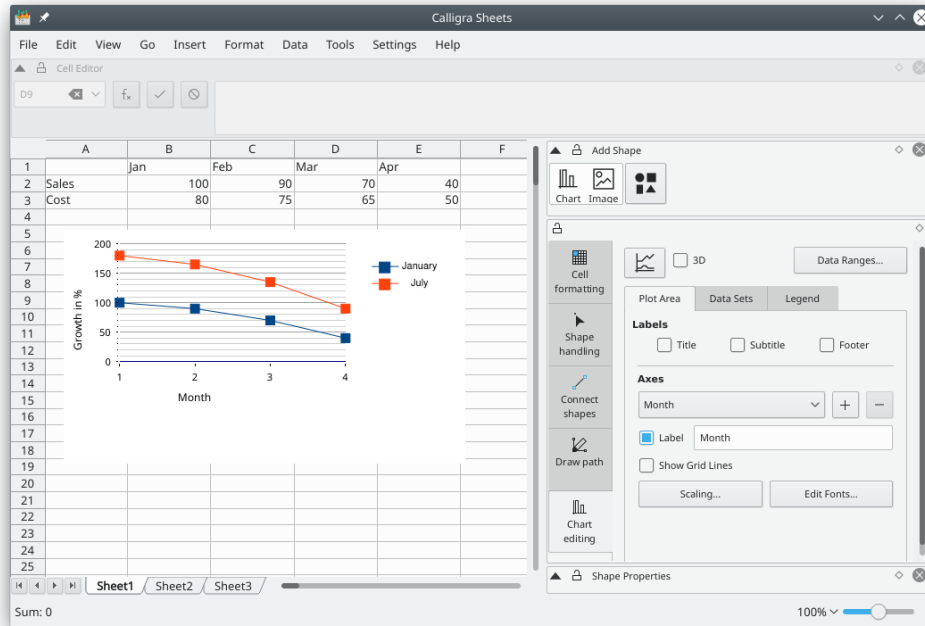 Calligra Sheets
File Edit View Go Insert Format Data Tools Settings Help
Cell Editor
D9
fx
A B C D E F
1 Jan Feb Mar Apr
2 Sales 100 90 70 40
3 Cost 80 75 65 50
4
5
6
7
8
9
10
11
12
13
14
15
16
17
18
19
20
21
22
23
24
25
200
150
100
50
0
Growth in %
1 2 3 4
Month
January
July
Add Shape
Chart Image
Cell
formatting
Shape
handling
Connect
shapes
Draw path
Chart
editing
3D
Data Ranges...
Plot Area Data Sets Legend
Labels
Title Subtitle Footer
Axes
Month
Label Month
Show Grid Lines
Scaling... Edit Fonts...
Shape Properties
Sheet1 Sheet2 Sheet3
Sum: 0
100%